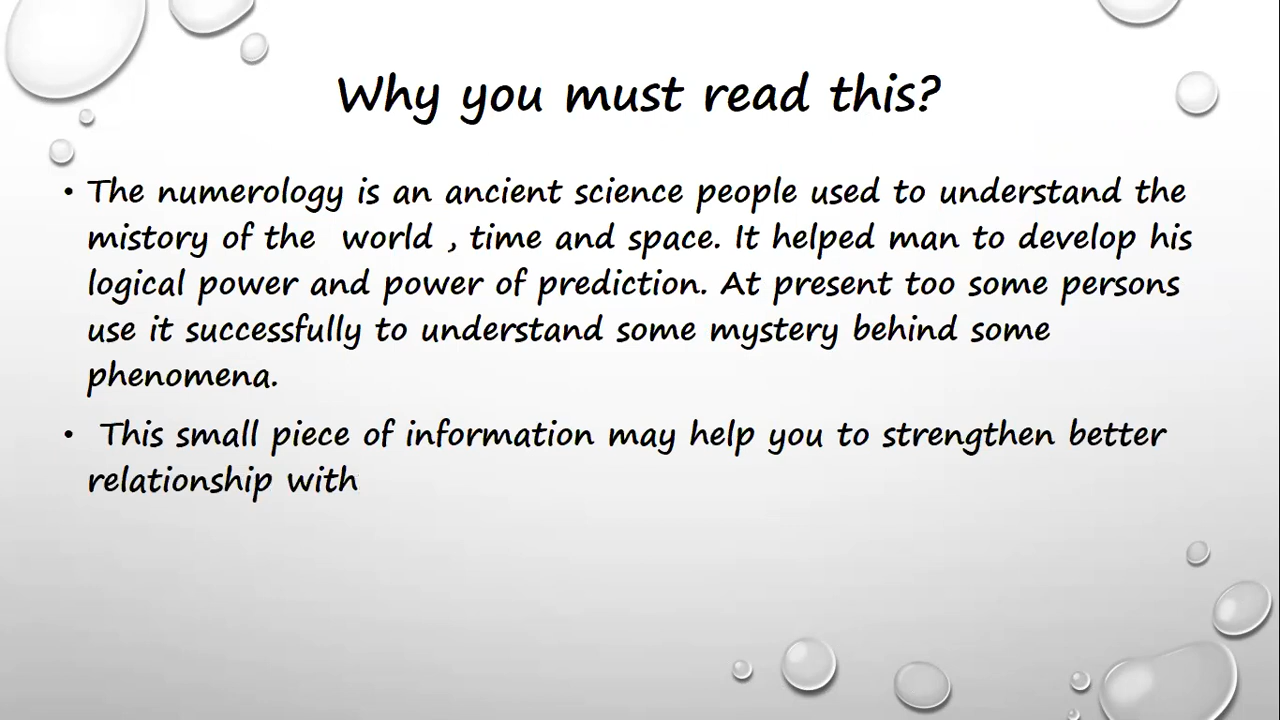 Why you must read this?
• The numerology is an ancient science people used to understand the
mistory of the world , time and space. It helped man to develop his
logical power and power of prediction. At present too some persons
use it successfully to understand some mystery behind some
phenomena.
• This small piece of information may help you to strengthen better
relationship with